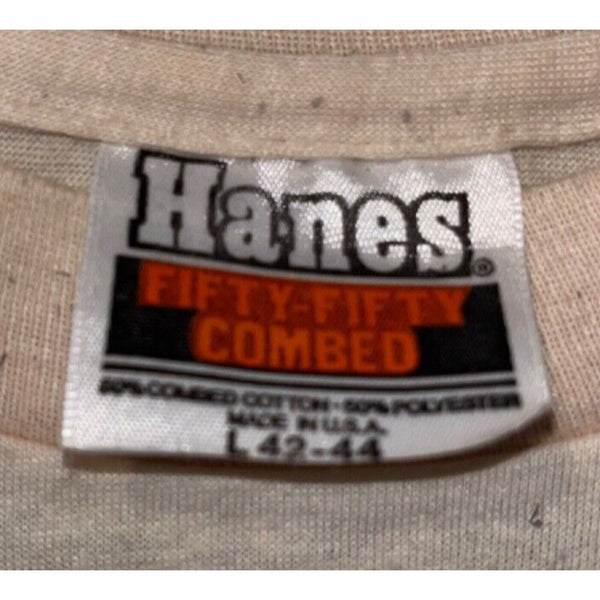 Hanes®
FIFTY-FIFTY
COMBED
50% COMBED COTTON · 50% POLYESTER
MADE IN U.S.A.
L 42-44